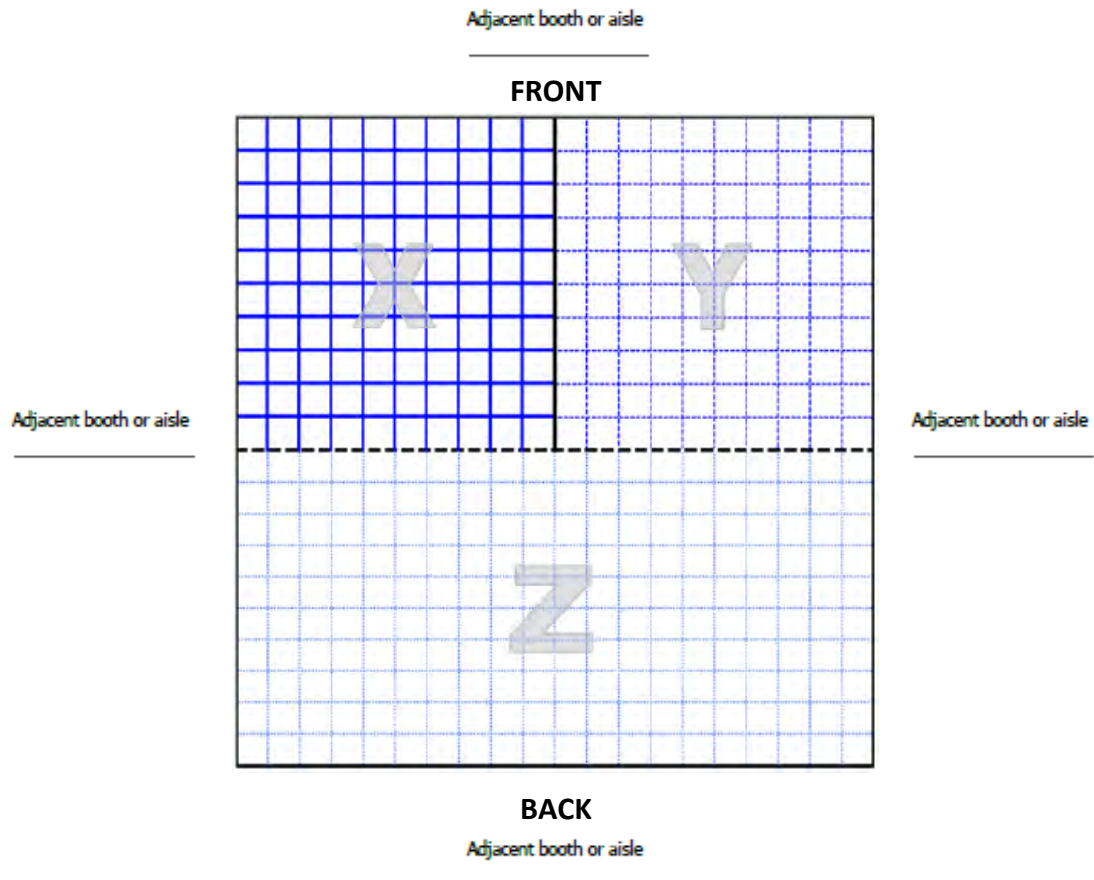 Adjacent booth or aisle
FRONT
X
Y
Adjacent booth or aisle
Adjacent booth or aisle
Z
BACK
Adjacent booth or aisle